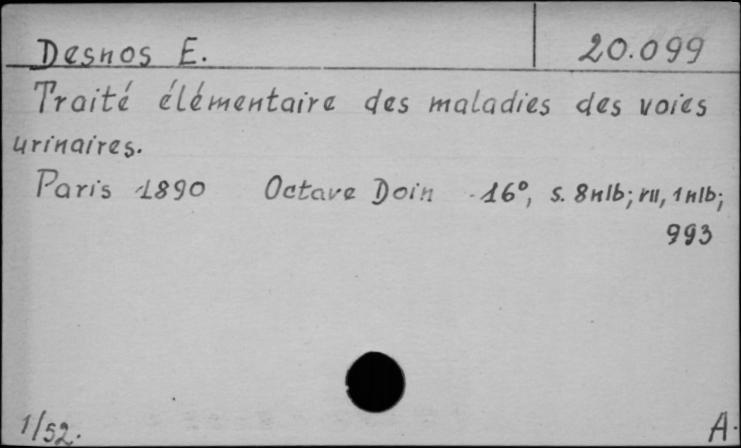 Desnos E. 20.099
Traité élémentaire des maladies des voies
urinaires.
Paris 1890 Octave Doin 16°, s. 8nlb; VII, 1nlb;
993
1/52. A.